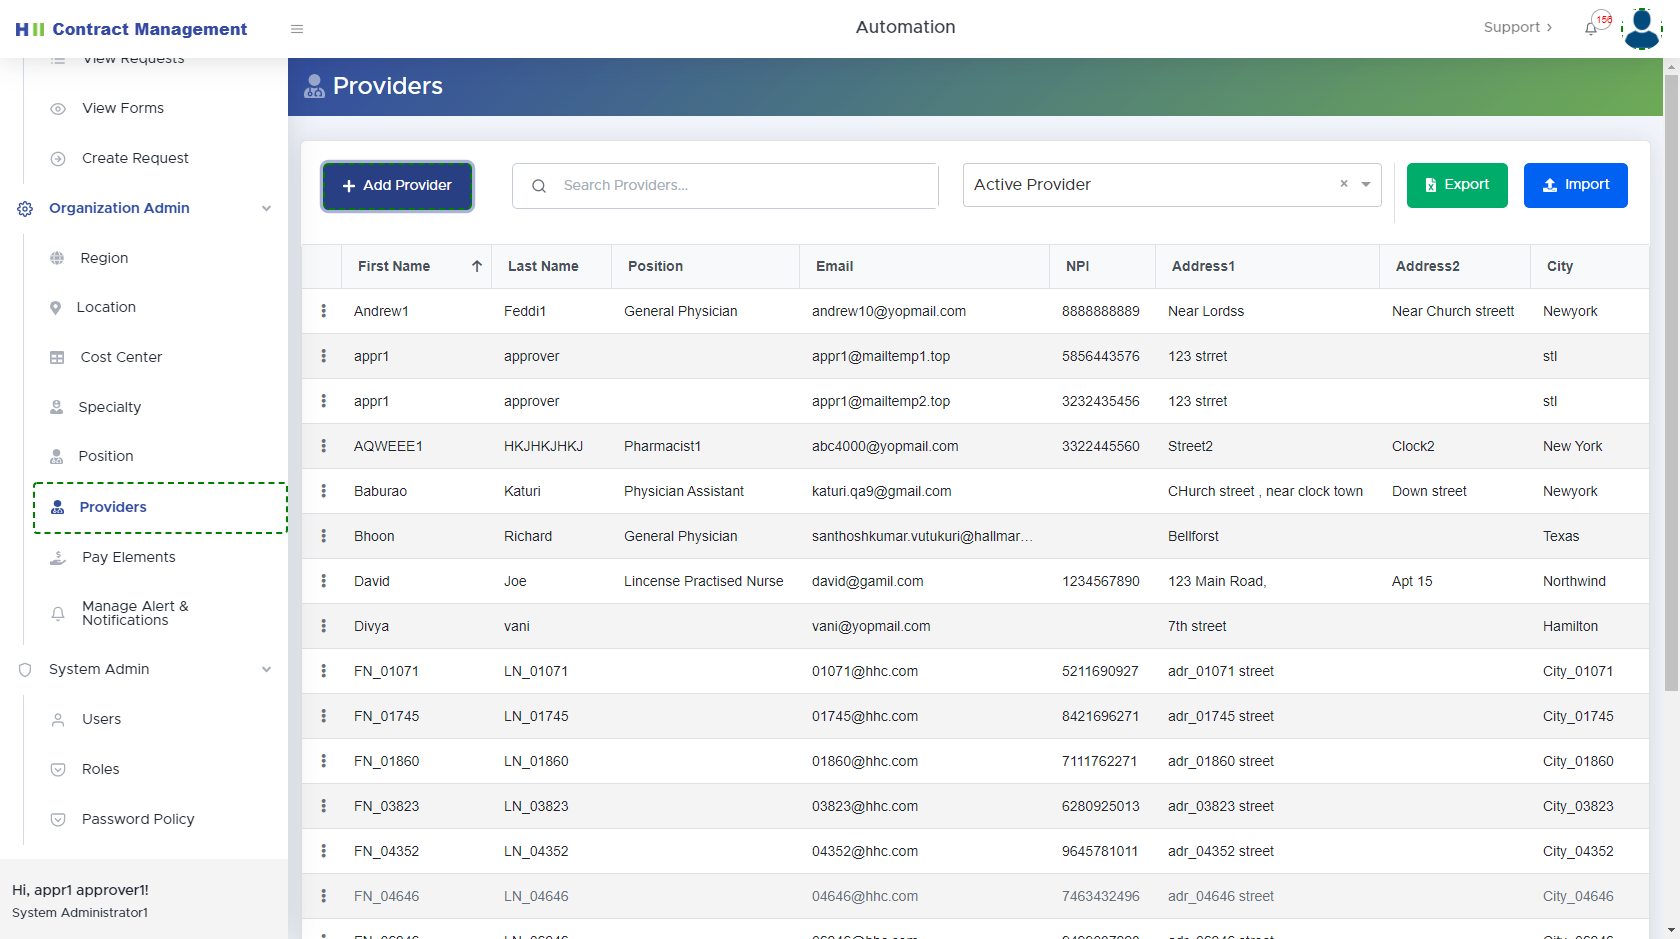 Contract Management
Automation
Support
156
View Requests
View Forms
Create Request
Organization Admin
Region
Location
Cost Center
Specialty
Position
Providers
Pay Elements
Manage Alert &
Notifications
System Admin
Users
Roles
Password Policy
Hi, appr1 approver1!
System Administrator1
Providers
Add Provider
Search Providers...
Active Provider
Export
Import
First Name Last Name Position Email NPI Address1 Address2 City
Andrew1 Feddi1 General Physician andrew10@yopmail.com 8888888889 Near Lordss Near Church streett Newyork
appr1 approver appr1@mailtemp1.top 5856443576 123 strret stl
appr1 approver appr1@mailtemp2.top 3232435456 123 strret stl
AQWEEE1 HKJHKJHKJ Pharmacist1 abc4000@yopmail.com 3322445560 Street2 Clock2 New York
Baburao Katuri Physician Assistant katuri.qa9@gmail.com CHurch street , near clock town Down street Newyork
Bhoon Richard General Physician santhoshkumar.vutukuri@hallmar... Bellforst Texas
David Joe Lincense Practised Nurse david@gamil.com 1234567890 123 Main Road, Apt 15 Northwind
Divya vani vani@yopmail.com 7th street Hamilton
FN_01071 LN_01071 01071@hhc.com 5211690927 adr_01071 street City_01071
FN_01745 LN_01745 01745@hhc.com 8421696271 adr_01745 street City_01745
FN_01860 LN_01860 01860@hhc.com 7111762271 adr_01860 street City_01860
FN_03823 LN_03823 03823@hhc.com 6280925013 adr_03823 street City_03823
FN_04352 LN_04352 04352@hhc.com 9645781011 adr_04352 street City_04352
FN_04646 LN_04646 04646@hhc.com 7463432496 adr_04646 street City_04646